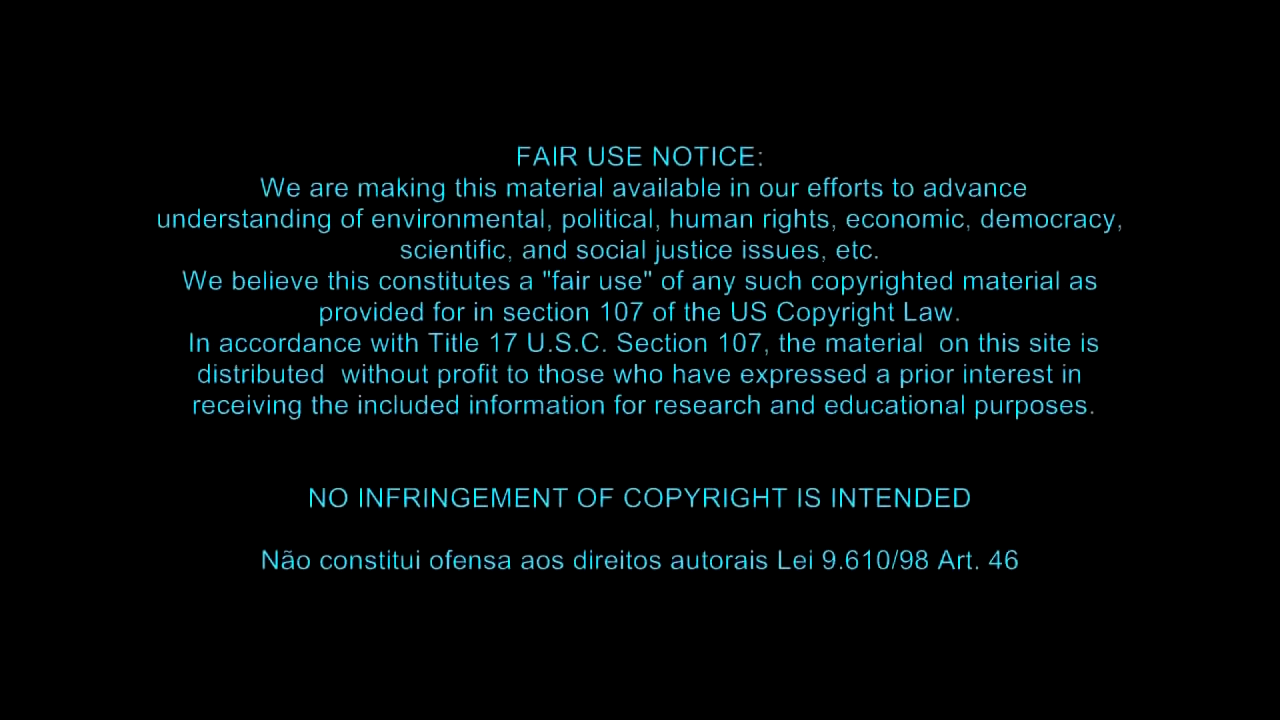 FAIR USE NOTICE:
We are making this material available in our efforts to advance
understanding of environmental, political, human rights, economic, democracy,
scientific, and social justice issues, etc.
We believe this constitutes a "fair use" of any such copyrighted material as
provided for in section 107 of the US Copyright Law.
In accordance with Title 17 U.S.C. Section 107, the material  on this site is
distributed  without profit to those who have expressed a prior interest in
receiving the included information for research and educational purposes.
NO INFRINGEMENT OF COPYRIGHT IS INTENDED
Não constitui ofensa aos direitos autorais Lei 9.610/98 Art. 46